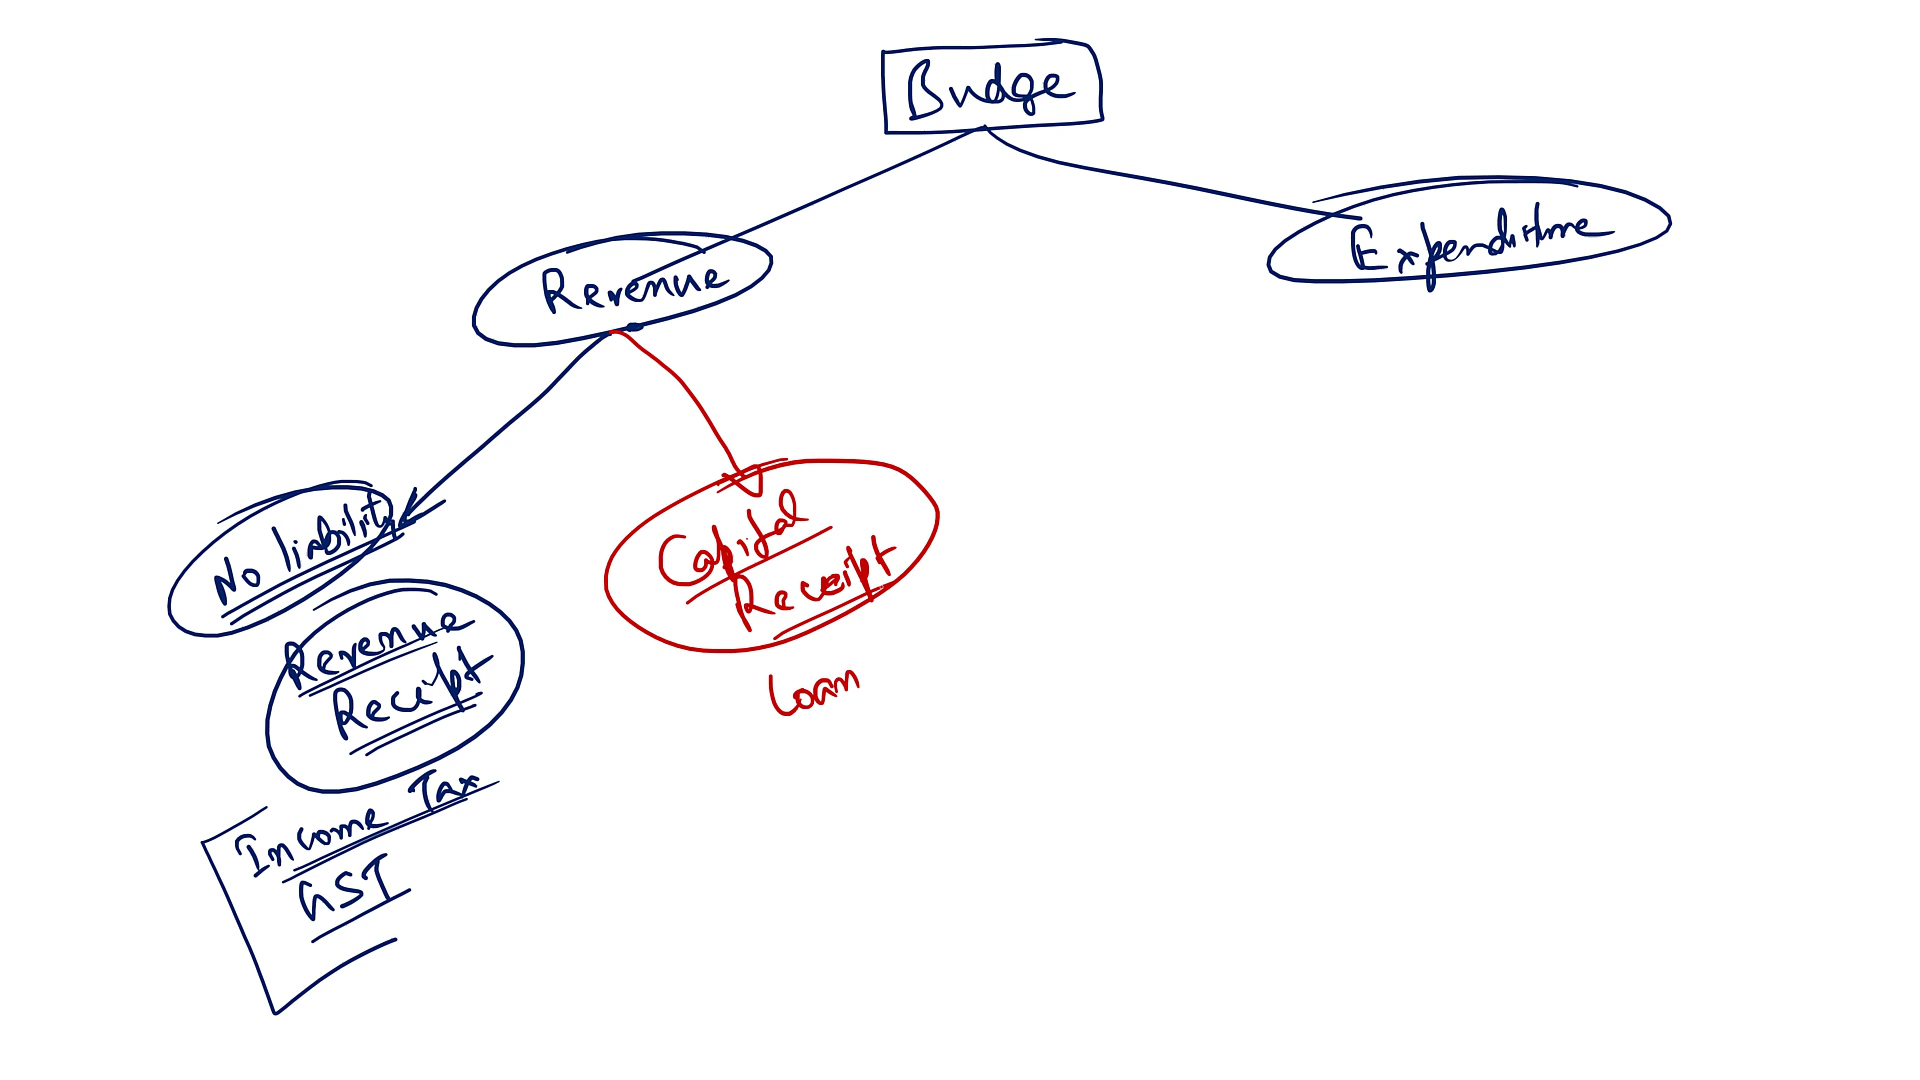 Budge
Revenue
Expenditure
No liability
Capital
Receipt
Revenue
Receipt
Loan
Income Tax
GST